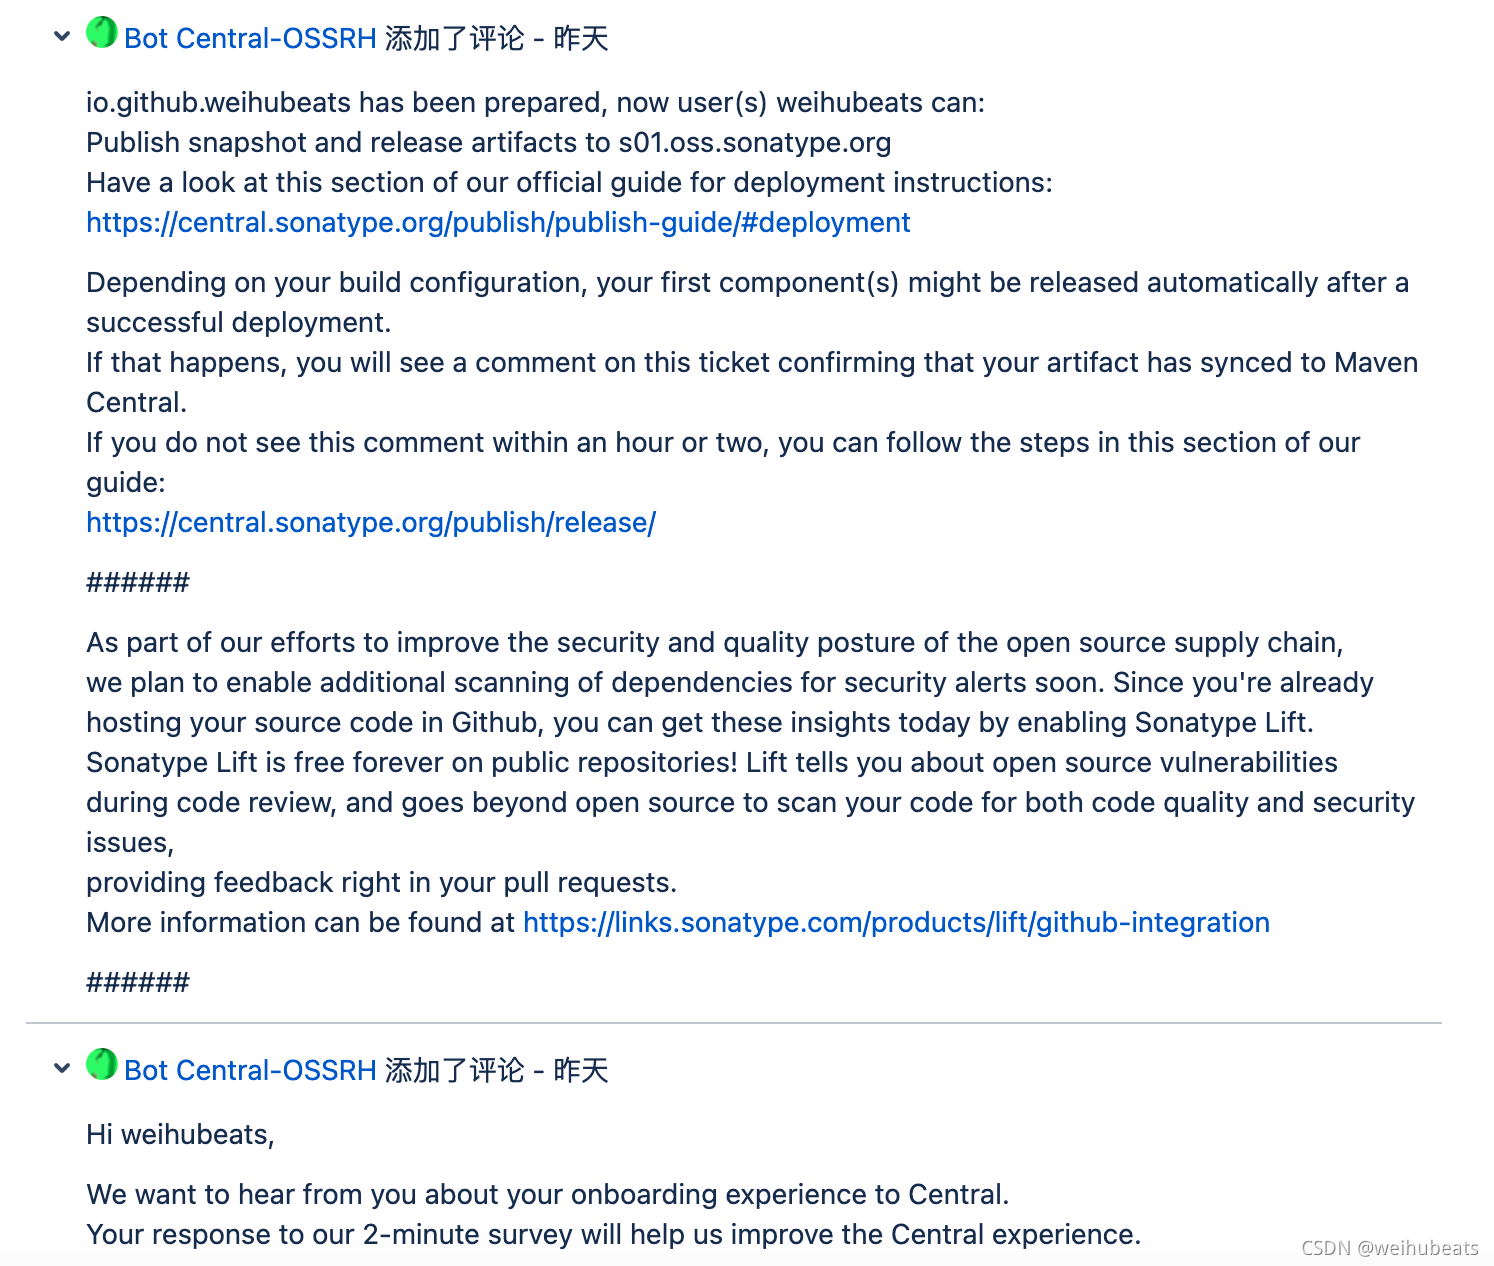 Bot Central-OSSRH 添加了评论 - 昨天
io.github.weihubeats has been prepared, now user(s) weihubeats can:
Publish snapshot and release artifacts to s01.oss.sonatype.org
Have a look at this section of our official guide for deployment instructions:
https://central.sonatype.org/publish/publish-guide/#deployment
Depending on your build configuration, your first component(s) might be released automatically after a
successful deployment.
If that happens, you will see a comment on this ticket confirming that your artifact has synced to Maven
Central.
If you do not see this comment within an hour or two, you can follow the steps in this section of our
guide:
https://central.sonatype.org/publish/release/
######
As part of our efforts to improve the security and quality posture of the open source supply chain,
we plan to enable additional scanning of dependencies for security alerts soon. Since you're already
hosting your source code in Github, you can get these insights today by enabling Sonatype Lift.
Sonatype Lift is free forever on public repositories! Lift tells you about open source vulnerabilities
during code review, and goes beyond open source to scan your code for both code quality and security
issues,
providing feedback right in your pull requests.
More information can be found at https://links.sonatype.com/products/lift/github-integration
######
Bot Central-OSSRH 添加了评论 - 昨天
Hi weihubeats,
We want to hear from you about your onboarding experience to Central.
Your response to our 2-minute survey will help us improve the Central experience.
CSDN @weihubeats